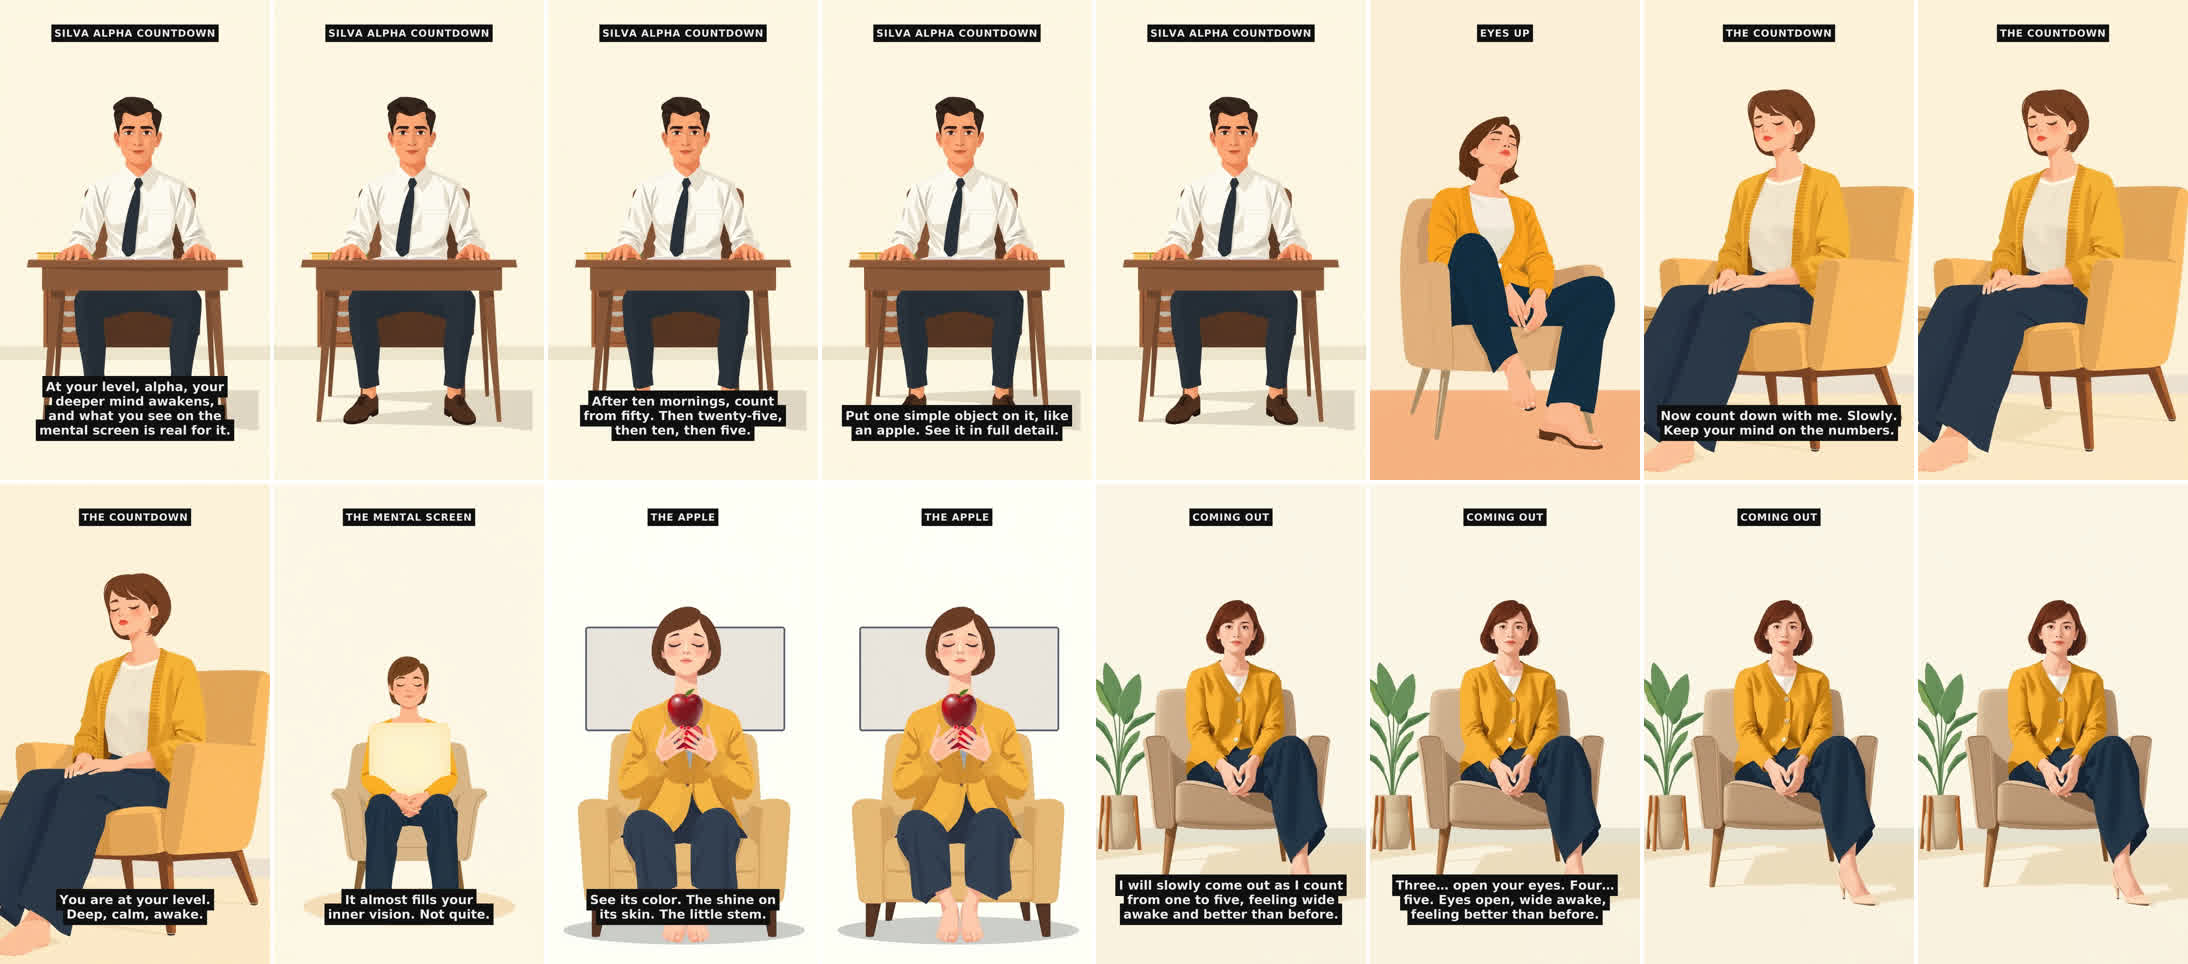 SILVA ALPHA COUNTDOWN
At your level, alpha, your
deeper mind awakens,
and what you see on the
mental screen is real for it.
SILVA ALPHA COUNTDOWN
SILVA ALPHA COUNTDOWN
After ten mornings, count
from fifty. Then twenty-five,
then ten, then five.
SILVA ALPHA COUNTDOWN
Put one simple object on it, like
an apple. See it in full detail.
SILVA ALPHA COUNTDOWN
EYES UP
THE COUNTDOWN
Now count down with me. Slowly.
Keep your mind on the numbers.
THE COUNTDOWN
THE COUNTDOWN
You are at your level.
Deep, calm, awake.
THE MENTAL SCREEN
It almost fills your
inner vision. Not quite.
THE APPLE
See its color. The shine on
its skin. The little stem.
THE APPLE
COMING OUT
I will slowly come out as I count
from one to five, feeling wide
awake and better than before.
COMING OUT
Three... open your eyes. Four...
five. Eyes open, wide awake,
feeling better than before.
COMING OUT